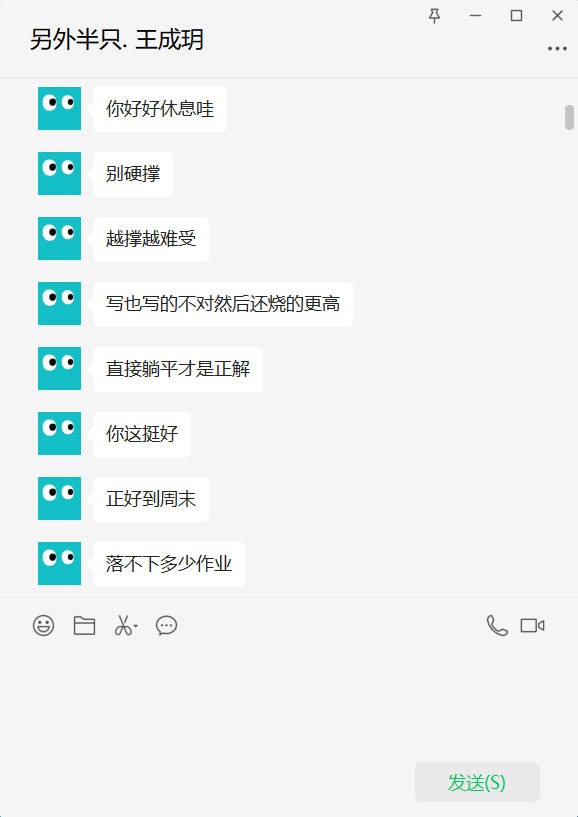 另外半只. 王成玥
你好好休息哇
别硬撑
越撑越难受
写也写的不对然后还烧的更高
直接躺平才是正解
你这挺好
正好到周末
落不下多少作业
发送(S)